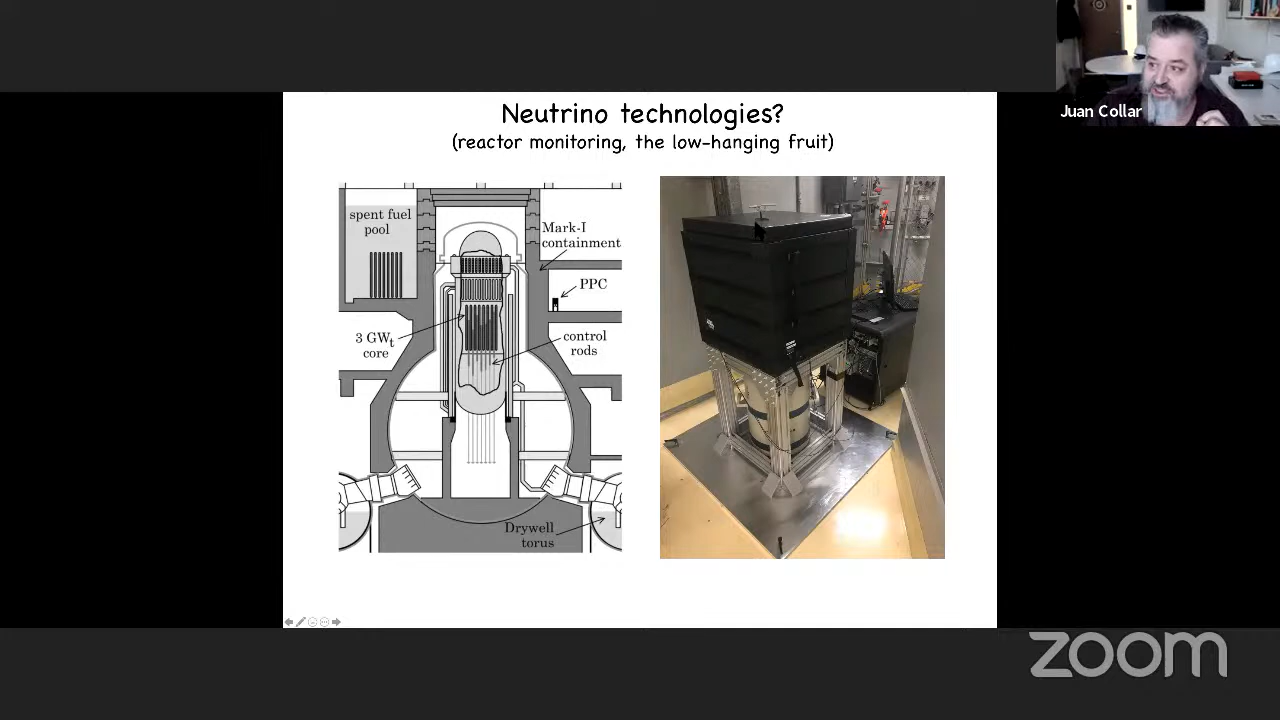 Juan Collar
Neutrino technologies?
(reactor monitoring, the low-hanging fruit)
spent fuel
pool
Mark-I
containment
PPC
3 GWt
core
control
rods
Drywell
torus
zoom